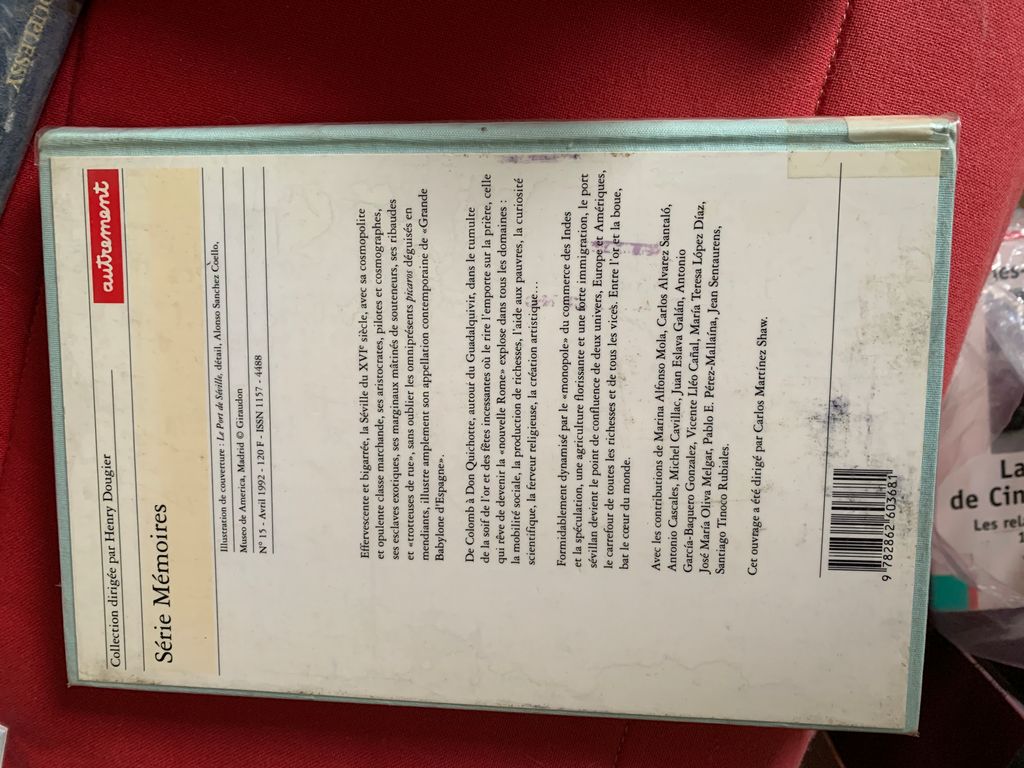 autrement
Collection dirigée par Henry Dougier
Série Mémoires
Illustration de couverture : Le Port de Séville, détail, Alonso Sanchez Coello,
Museo de America, Madrid © Giraudon
N° 15 - Avril 1992 - 120 F - ISSN 1157 - 4488
Effervescente et bigarrée, la Séville du XVIe siècle, avec sa cosmopolite
et opulente classe marchande, ses aristocrates, pilotes et cosmographes,
ses esclaves exotiques, ses marginaux mâtinés de souteneurs, ses ribaudes
et «trotteuses de rue», sans oublier les omniprésents picaros déguisés en
mendiants, illustre amplement son appellation contemporaine de «Grande
Babylone d'Espagne».
De Colomb à Don Quichotte, autour du Guadalquivir, dans le tumulte
de la soif de l'or et des fêtes incessantes où le rire l'emporte sur la prière, celle
qui rêve de devenir la «nouvelle Rome» explose dans tous les domaines :
la mobilité sociale, la production de richesses, l'aide aux pauvres, la curiosité
scientifique, la ferveur religieuse, la création artistique...
Formidablement dynamisé par le «monopole» du commerce des Indes
et la spéculation, une agriculture florissante et une forte immigration, le port
sévillan devient le point de confluence de deux univers, Europe et Amériques,
le carrefour de toutes les richesses et de tous les vices. Entre l'or et la boue,
bat le cœur du monde.
Avec les contributions de Marina Alfonso Mola, Carlos Alvarez Santaló,
Antonio Cascales, Michel Cavillac, Juan Eslava Galán, Antonio
García-Baquero Gonzalez, Vicente Lléo Cañal, María Teresa López Díaz,
José María Oliva Melgar, Pablo E. Pérez-Mallaína, Jean Sentaurens,
Santiago Tinoco Rubiales.
Cet ouvrage a été dirigé par Carlos Martínez Shaw.
9 782862 603681
DUPLESSY
La
de Cin
Les rela